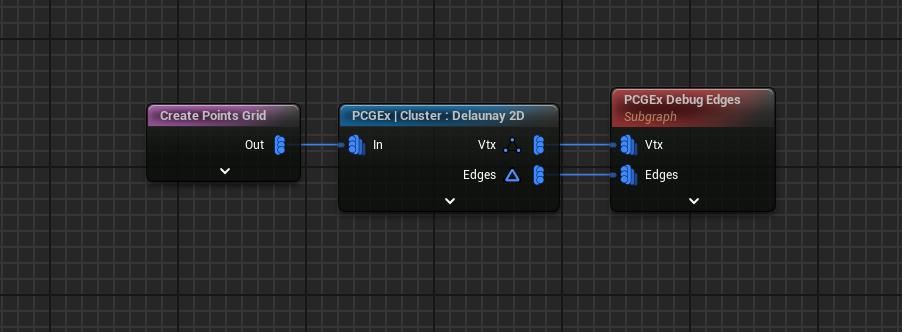 Create Points Grid
Out
PCGEx | Cluster : Delaunay 2D
In
Vtx
Edges
PCGEx Debug Edges
Subgraph
Vtx
Edges